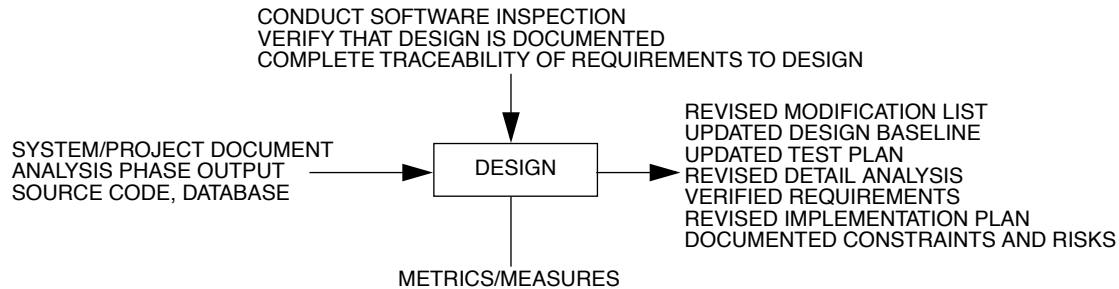 CONDUCT SOFTWARE INSPECTION
VERIFY THAT DESIGN IS DOCUMENTED
COMPLETE TRACEABILITY OF REQUIREMENTS TO DESIGN
SYSTEM/PROJECT DOCUMENT
ANALYSIS PHASE OUTPUT
SOURCE CODE, DATABASE
DESIGN
REVISED MODIFICATION LIST
UPDATED DESIGN BASELINE
UPDATED TEST PLAN
REVISED DETAIL ANALYSIS
VERIFIED REQUIREMENTS
REVISED IMPLEMENTATION PLAN
DOCUMENTED CONSTRAINTS AND RISKS
METRICS/MEASURES